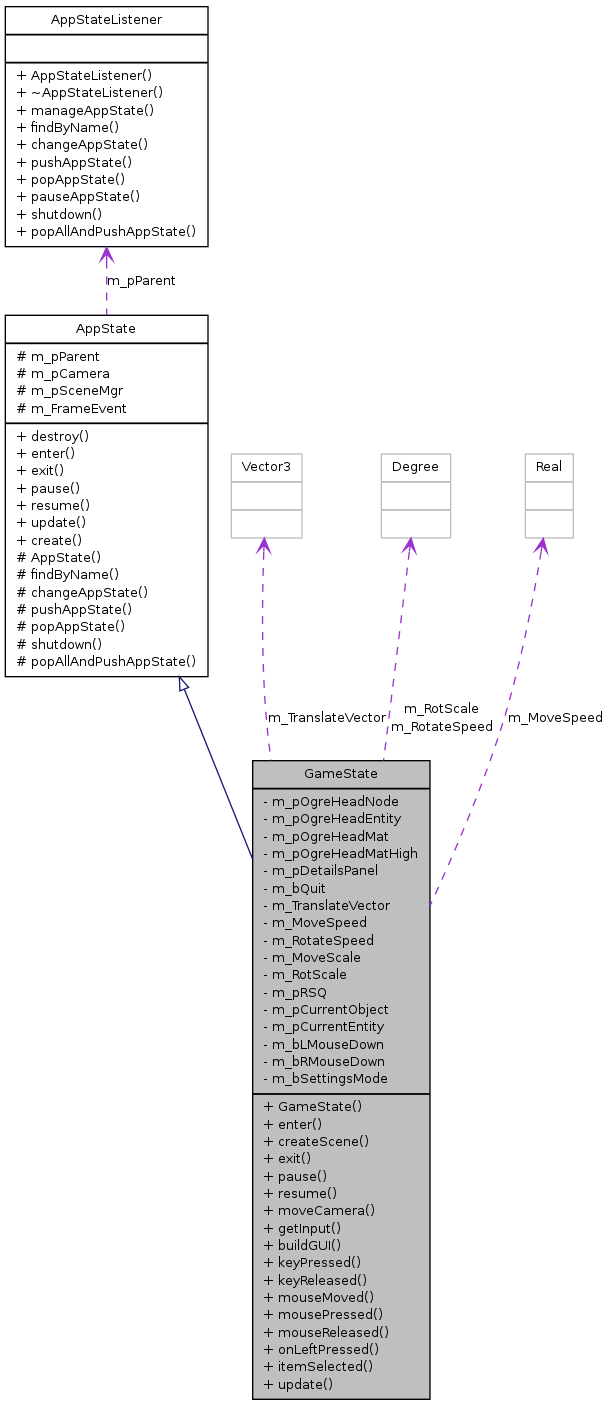 AppStateListener
+ AppStateListener()
+ ~AppStateListener()
+ manageAppState()
+ findByName()
+ changeAppState()
+ pushAppState()
+ popAppState()
+ pauseAppState()
+ shutdown()
+ popAllAndPushAppState()
m_pParent
AppState
# m_pParent
# m_pCamera
# m_pSceneMgr
# m_FrameEvent
+ destroy()
+ enter()
+ exit()
+ pause()
+ resume()
+ update()
+ create()
# AppState()
# findByName()
# changeAppState()
# pushAppState()
# popAppState()
# shutdown()
# popAllAndPushAppState()
Vector3
Degree
Real
m_TranslateVector
m_RotScale
m_RotateSpeed
m_MoveSpeed
GameState
- m_pOgreHeadNode
- m_pOgreHeadEntity
- m_pOgreHeadMat
- m_pOgreHeadMatHigh
- m_pDetailsPanel
- m_bQuit
- m_TranslateVector
- m_MoveSpeed
- m_RotateSpeed
- m_MoveScale
- m_RotScale
- m_pRSQ
- m_pCurrentObject
- m_pCurrentEntity
- m_bLMouseDown
- m_bRMouseDown
- m_bSettingsMode
+ GameState()
+ enter()
+ createScene()
+ exit()
+ pause()
+ resume()
+ moveCamera()
+ getInput()
+ buildGUI()
+ keyPressed()
+ keyReleased()
+ mouseMoved()
+ mousePressed()
+ mouseReleased()
+ onLeftPressed()
+ itemSelected()
+ update()